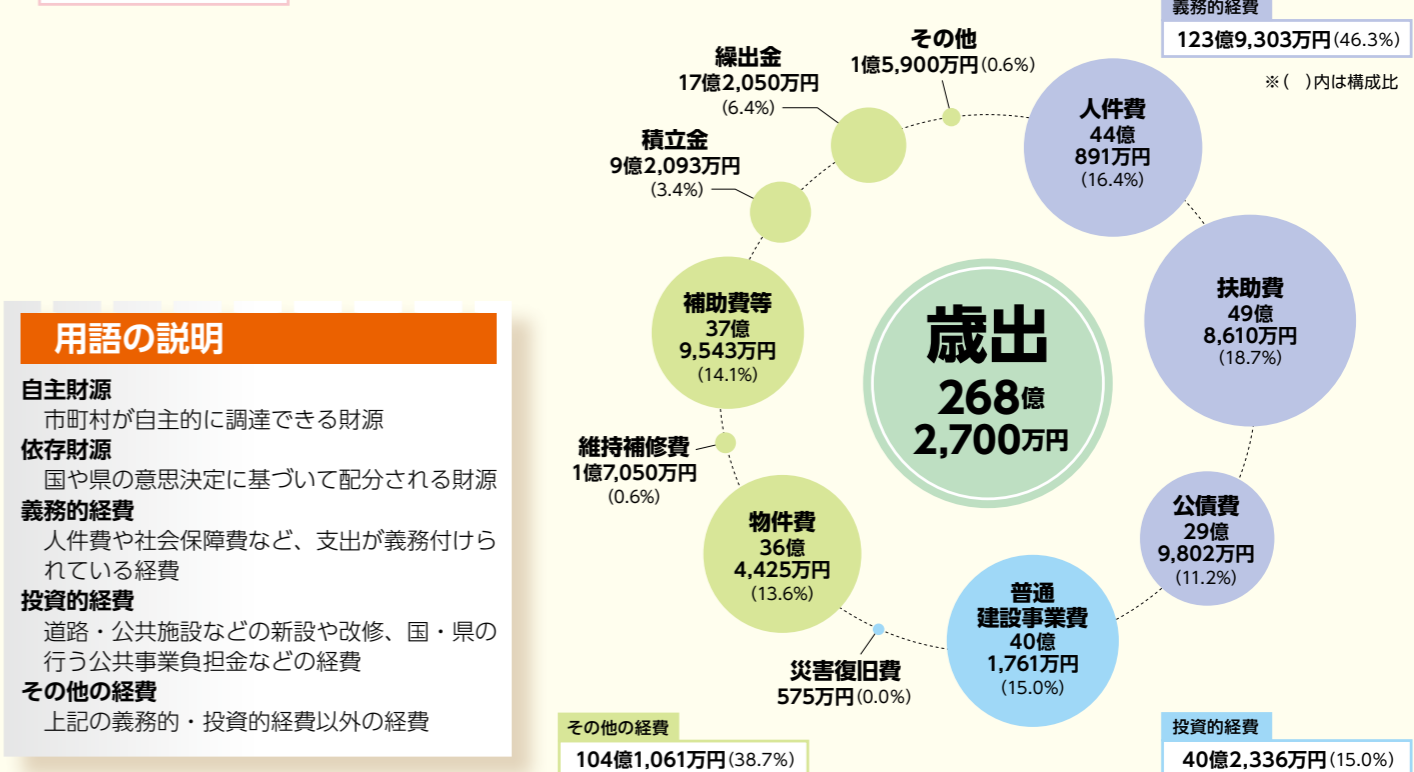 義務的経費
123億9,303万円(46.3%)
※(　)内は構成比
その他
1億5,900万円(0.6%)
繰出金
17億2,050万円
(6.4%)
積立金
9億2,093万円
(3.4%)
人件費
44億
891万円
(16.4%)
扶助費
49億
8,610万円
(18.7%)
補助費等
37億
9,543万円
(14.1%)
歳出
268億
2,700万円
維持補修費
1億7,050万円
(0.6%)
物件費
36億
4,425万円
(13.6%)
公債費
29億
9,802万円
(11.2%)
普通
建設事業費
40億
1,761万円
(15.0%)
災害復旧費
575万円(0.0%)
その他の経費
104億1,061万円(38.7%)
投資的経費
40億2,336万円(15.0%)
用語の説明
自主財源
市町村が自主的に調達できる財源
依存財源
国や県の意思決定に基づいて配分される財源
義務的経費
人件費や社会保障費など、支出が義務付けら
れている経費
投資的経費
道路・公共施設などの新設や改修、国・県の
行う公共事業負担金などの経費
その他の経費
上記の義務的・投資的経費以外の経費